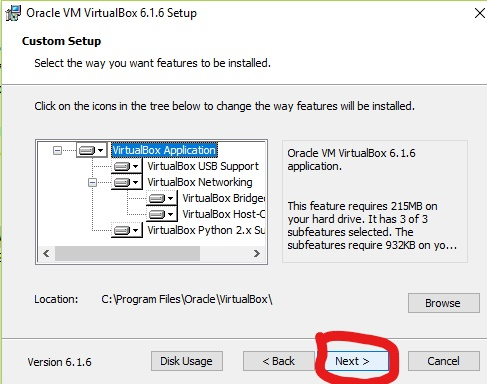 Oracle VM VirtualBox 6.1.6 Setup
Custom Setup
Select the way you want features to be installed.
Click on the icons in the tree below to change the way features will be installed.
VirtualBox Application
VirtualBox USB Support
VirtualBox Networking
VirtualBox Bridge
VirtualBox Host-C
VirtualBox Python 2.x Su
Oracle VM VirtualBox 6.1.6
application.
This feature requires 215MB on
your hard drive. It has 3 of 3
subfeatures selected. The
subfeatures require 932KB on yo...
Location: C:\Program Files\Oracle\VirtualBox\
Browse
Version 6.1.6 Disk Usage < Back Next > Cancel